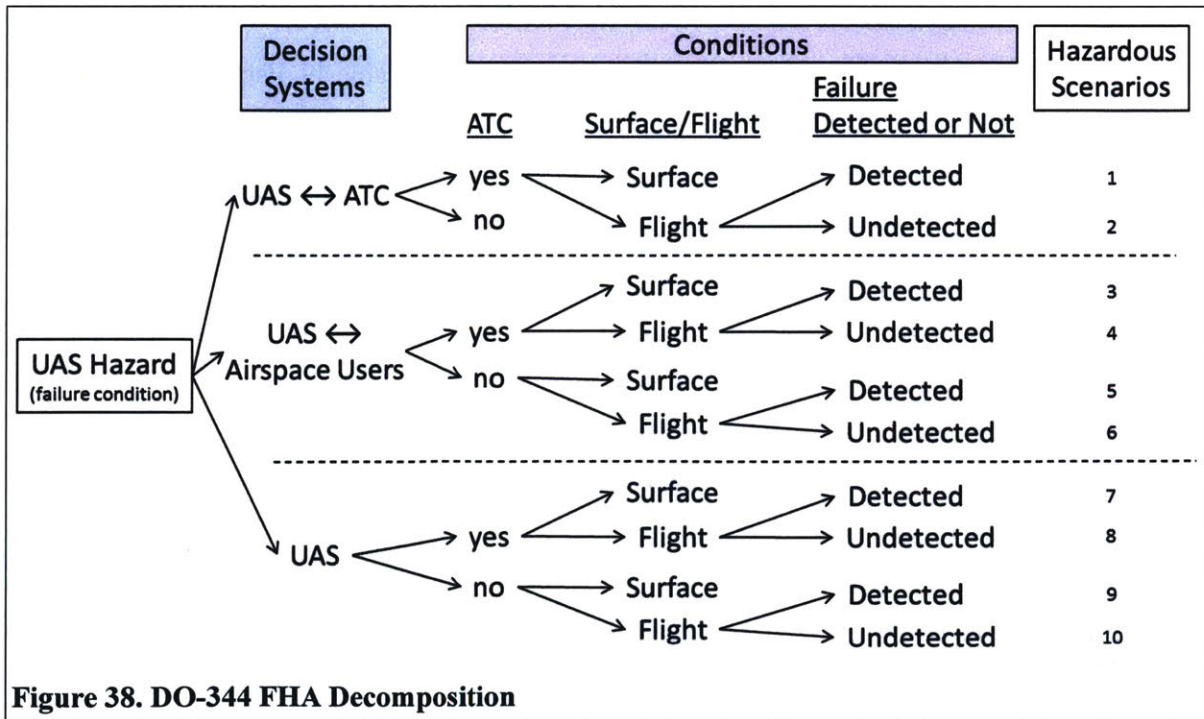 Decision
Systems
Conditions
Hazardous
Scenarios
ATC
Surface/Flight
Failure
Detected or Not
UAS ↔ ATC
yes
no
Surface
Flight
Detected
Undetected
1
2
UAS ↔
Airspace Users
yes
no
Surface
Flight
Surface
Flight
Detected
Undetected
Detected
Undetected
3
4
5
6
UAS Hazard
(failure condition)
UAS
yes
no
Surface
Flight
Surface
Flight
Detected
Undetected
Detected
Undetected
7
8
9
10
Figure 38. DO-344 FHA Decomposition